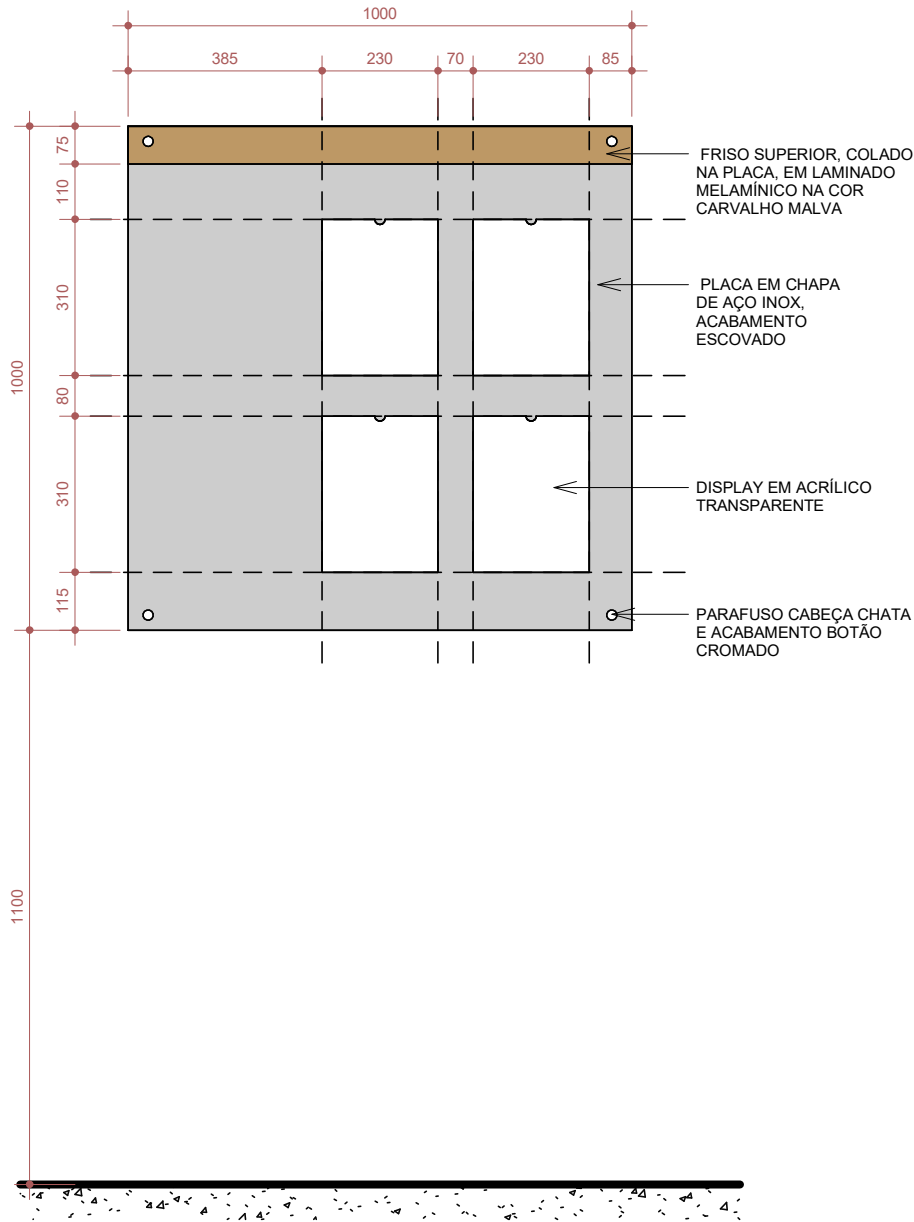 1000
385
230
70
230
85
75
110
310
80
310
115
1000
1100
FRISO SUPERIOR, COLADO
NA PLACA, EM LAMINADO
MELAMÍNICO NA COR
CARVALHO MALVA
PLACA EM CHAPA
DE AÇO INOX,
ACABAMENTO
ESCOVADO
DISPLAY EM ACRÍLICO
TRANSPARENTE
PARAFUSO CABEÇA CHATA
E ACABAMENTO BOTÃO
CROMADO